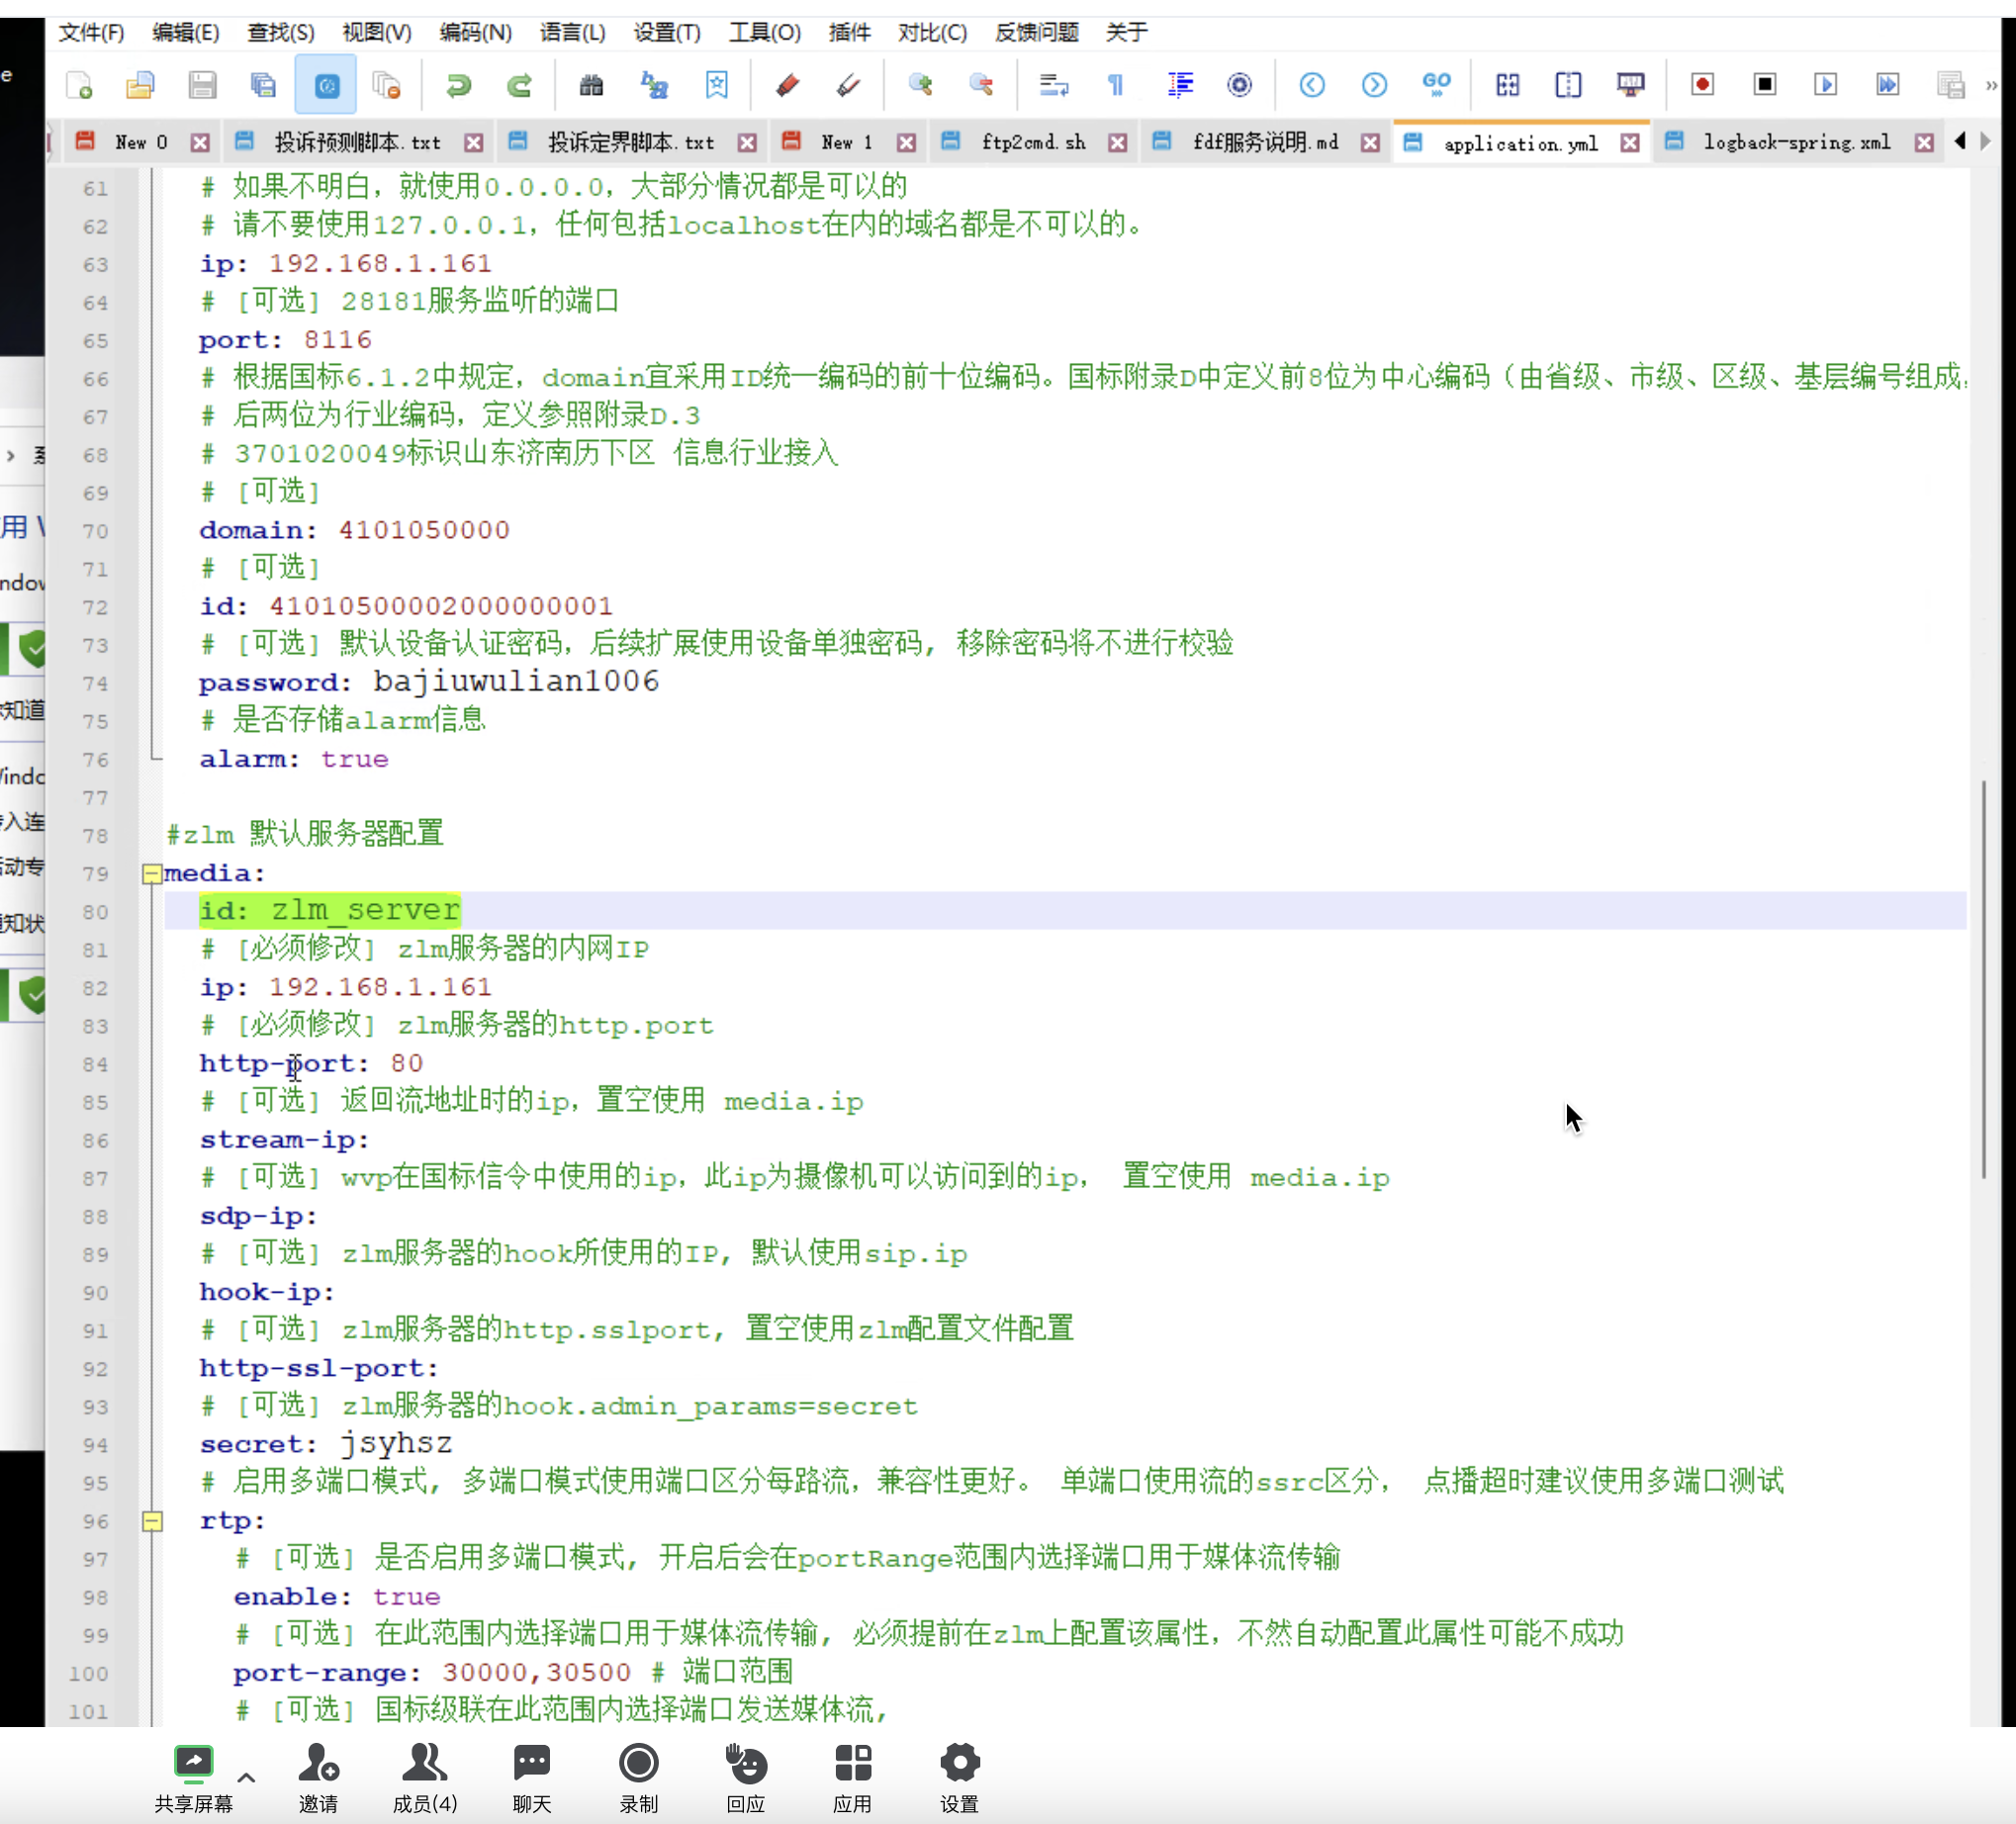 文件(F) 编辑(E) 查找(S) 视图(V) 编码(N) 语言(L) 设置(T) 工具(O) 插件 对比(C) 反馈问题 关于
New 0 投诉预测脚本.txt 投诉定界脚本.txt New 1 ftp2cmd.sh fdf服务说明.md application.yml logback-spring.xml
61 # 如果不明白，就使用0.0.0.0，大部分情况都是可以的
62 # 请不要使用127.0.0.1，任何包括localhost在内的域名都是不可以的。
63 ip: 192.168.1.161
64 # [可选] 28181服务监听的端口
65 port: 8116
66 # 根据国标6.1.2中规定，domain宜采用ID统一编码的前十位编码。国标附录D中定义前8位为中心编码（由省级、市级、区级、基层编号组成,
67 # 后两位为行业编码，定义参照附录D.3
68 # 3701020049标识山东济南历下区 信息行业接入
69 # [可选]
70 domain: 4101050000
71 # [可选]
72 id: 41010500002000000001
73 # [可选] 默认设备认证密码，后续扩展使用设备单独密码, 移除密码将不进行校验
74 password: bajiuwulian1006
75 # 是否存储alarm信息
76 alarm: true
77
78 #zlm 默认服务器配置
79 media:
80 id: zlm_server
81 # [必须修改] zlm服务器的内网IP
82 ip: 192.168.1.161
83 # [必须修改] zlm服务器的http.port
84 http-port: 80
85 # [可选] 返回流地址时的ip，置空使用 media.ip
86 stream-ip:
87 # [可选] wvp在国标信令中使用的ip，此ip为摄像机可以访问到的ip， 置空使用 media.ip
88 sdp-ip:
89 # [可选] zlm服务器的hook所使用的IP, 默认使用sip.ip
90 hook-ip:
91 # [可选] zlm服务器的http.sslport, 置空使用zlm配置文件配置
92 http-ssl-port:
93 # [可选] zlm服务器的hook.admin_params=secret
94 secret: jsyhsz
95 # 启用多端口模式, 多端口模式使用端口区分每路流，兼容性更好。 单端口使用流的ssrc区分， 点播超时建议使用多端口测试
96 rtp:
97 # [可选] 是否启用多端口模式, 开启后会在portRange范围内选择端口用于媒体流传输
98 enable: true
99 # [可选] 在此范围内选择端口用于媒体流传输, 必须提前在zlm上配置该属性，不然自动配置此属性可能不成功
100 port-range: 30000,30500 # 端口范围
101 # [可选] 国标级联在此范围内选择端口发送媒体流,
共享屏幕 邀请 成员(4) 聊天 录制 回应 应用 设置